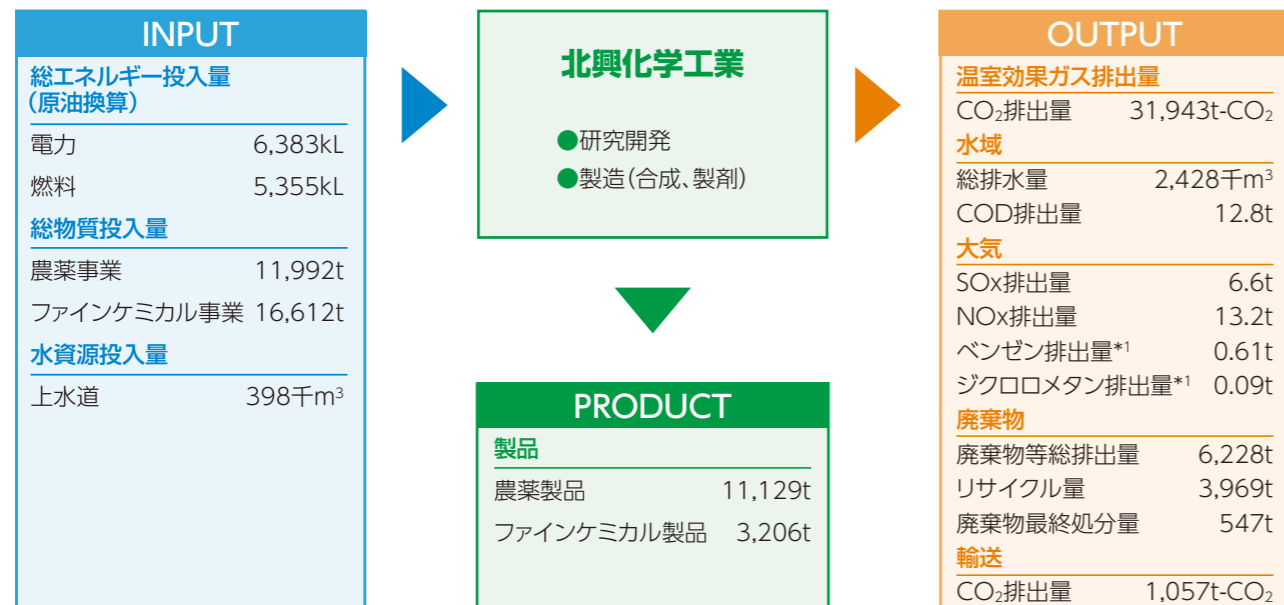 INPUT
総エネルギー投入量
(原油換算)
電力 6,383kL
燃料 5,355kL
総物質投入量
農薬事業 11,992t
ファインケミカル事業 16,612t
水資源投入量
上水道 398千m³
北興化学工業
●研究開発
●製造(合成、製剤)
PRODUCT
製品
農薬製品 11,129t
ファインケミカル製品 3,206t
OUTPUT
温室効果ガス排出量
CO₂排出量 31,943t-CO₂
水域
総排水量 2,428千m³
COD排出量 12.8t
大気
SOx排出量 6.6t
NOx排出量 13.2t
ベンゼン排出量*¹ 0.61t
ジクロロメタン排出量*¹ 0.09t
廃棄物
廃棄物等総排出量 6,228t
リサイクル量 3,969t
廃棄物最終処分量 547t
輸送
CO₂排出量 1,057t-CO₂